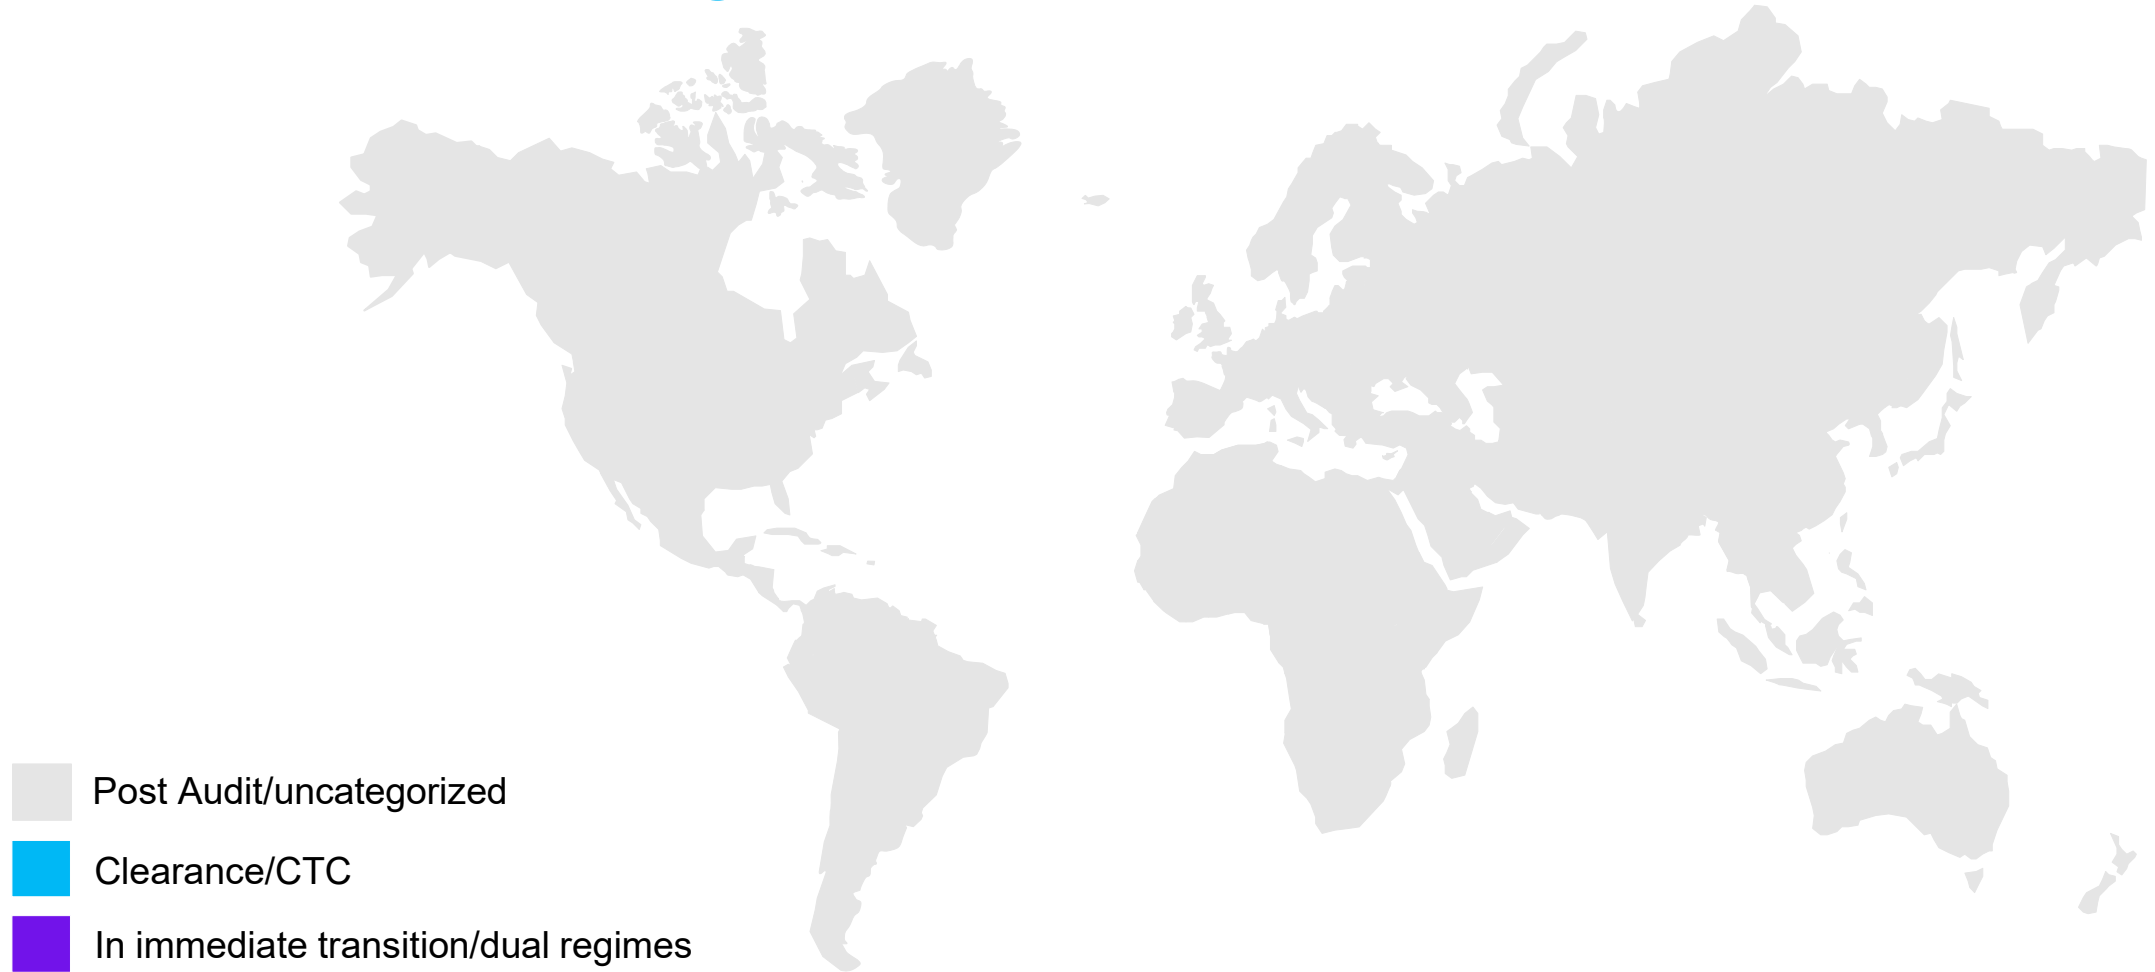 Post Audit/uncategorized
Clearance/CTC
In immediate transition/dual regimes